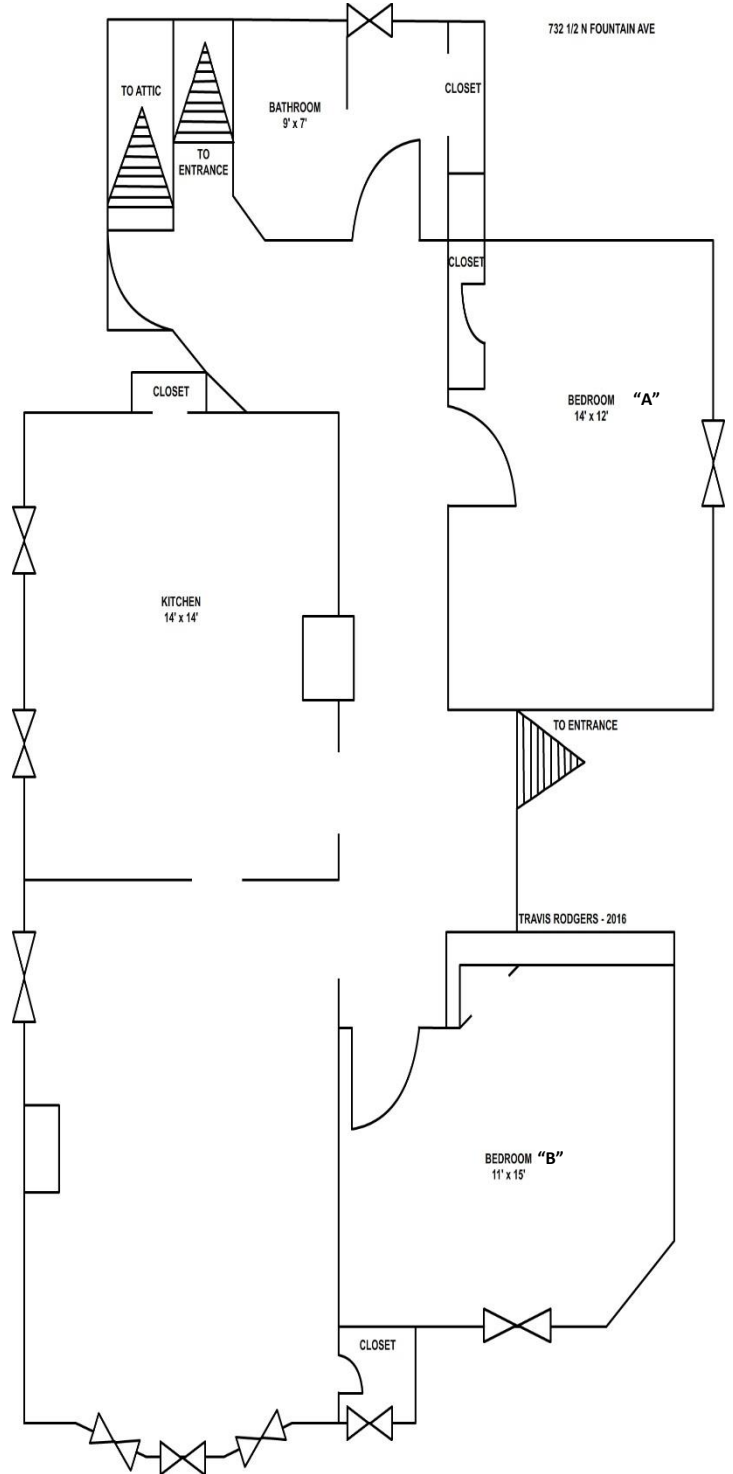 732 1/2 N FOUNTAIN AVE
TO ATTIC
TO
ENTRANCE
BATHROOM
9' x 7'
CLOSET
CLOSET
CLOSET
BEDROOM "A"
14' x 12'
KITCHEN
14' x 14'
TO ENTRANCE
TRAVIS RODGERS - 2016
BEDROOM "B"
11' x 15'
CLOSET